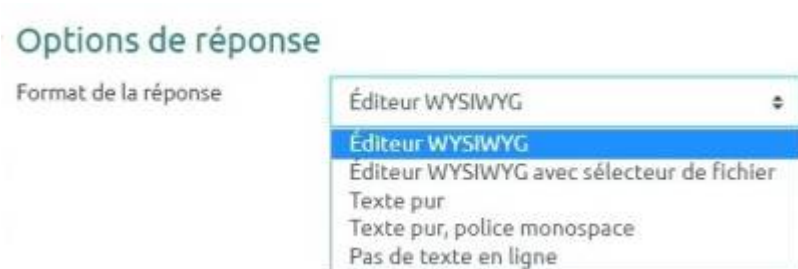 Options de réponse
Format de la réponse
Éditeur WYSIWYG
Éditeur WYSIWYG
Éditeur WYSIWYG avec sélecteur de fichier
Texte pur
Texte pur, police monospace
Pas de texte en ligne